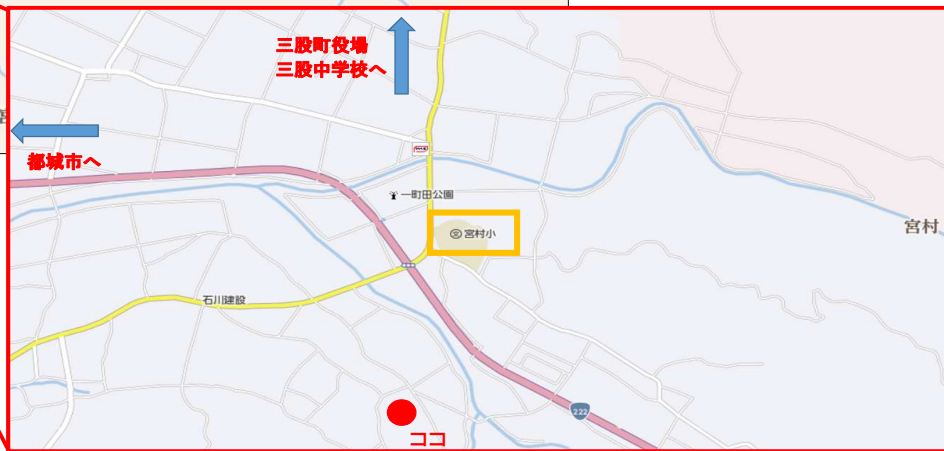 三股町役場
三股中学校へ
都城市へ
一町田公園
宮村小
宮村
石川建設
222
ココ